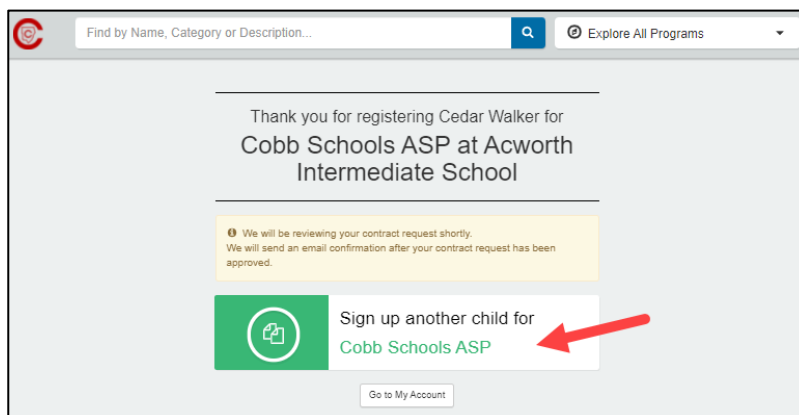 Find by Name, Category or Description...
Explore All Programs
Thank you for registering Cedar Walker for
Cobb Schools ASP at Acworth
Intermediate School
We will be reviewing your contract request shortly.
We will send an email confirmation after your contract request has been
approved.
Sign up another child for
Cobb Schools ASP
Go to My Account